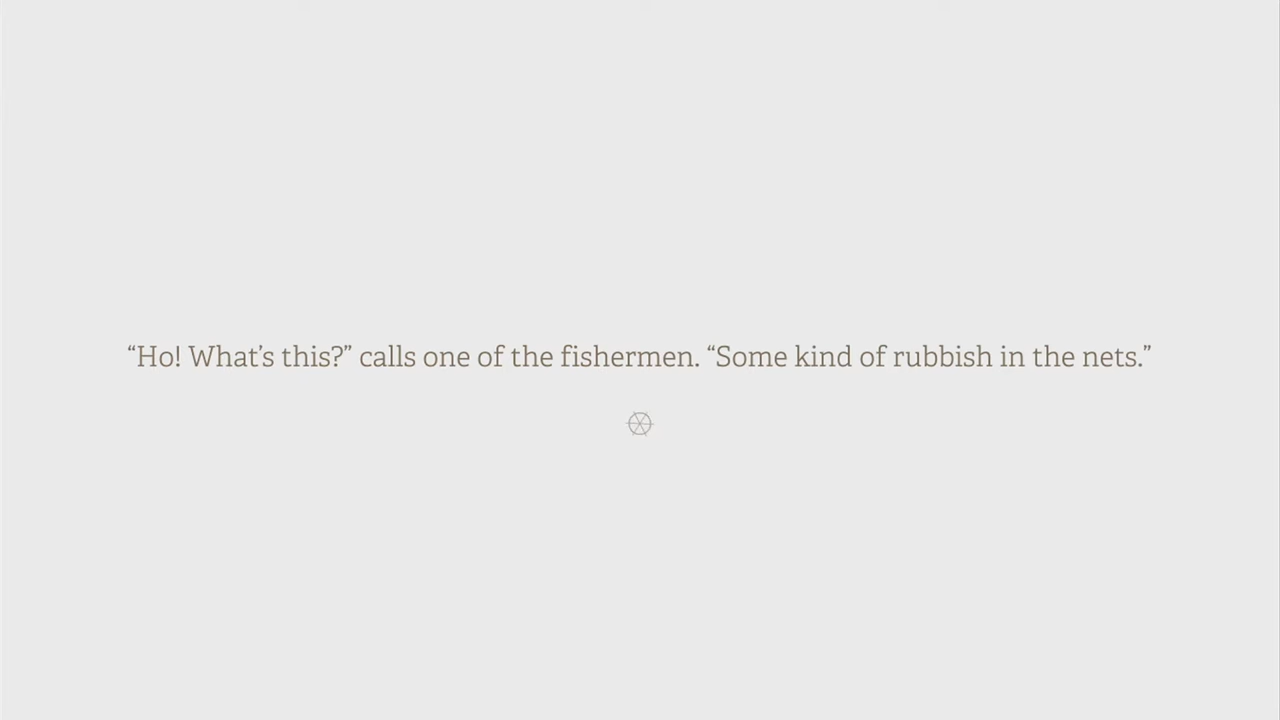 “Ho! What’s this?” calls one of the fishermen. “Some kind of rubbish in the nets.”